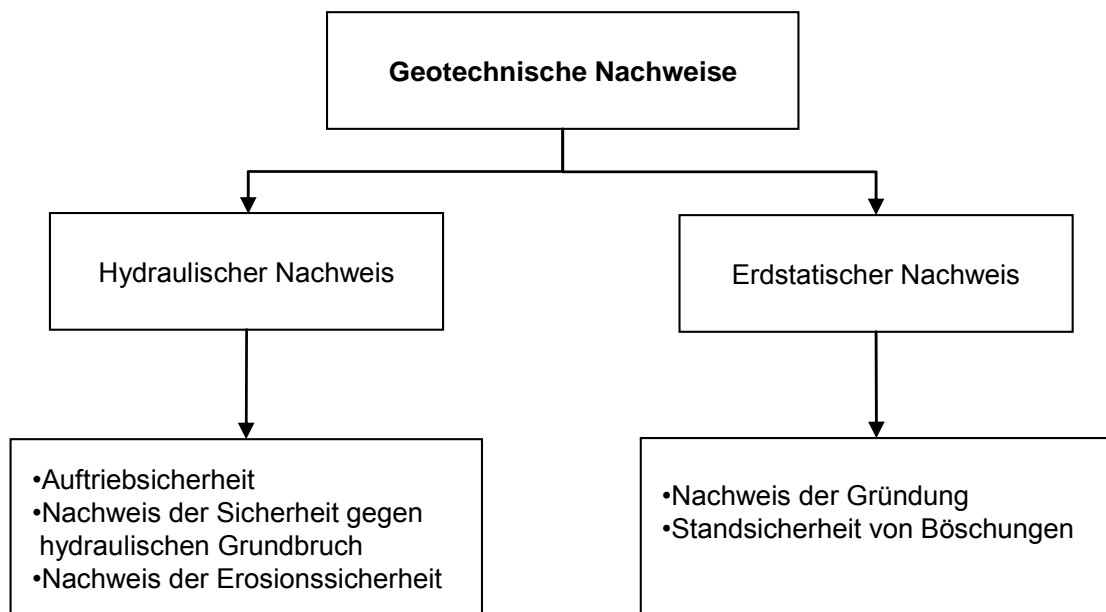 Geotechnische Nachweise
Hydraulischer Nachweis
Erdstatischer Nachweis
•Auftriebsicherheit
•Nachweis der Sicherheit gegen
hydraulischen Grundbruch
•Nachweis der Erosionssicherheit
•Nachweis der Gründung
•Standsicherheit von Böschungen